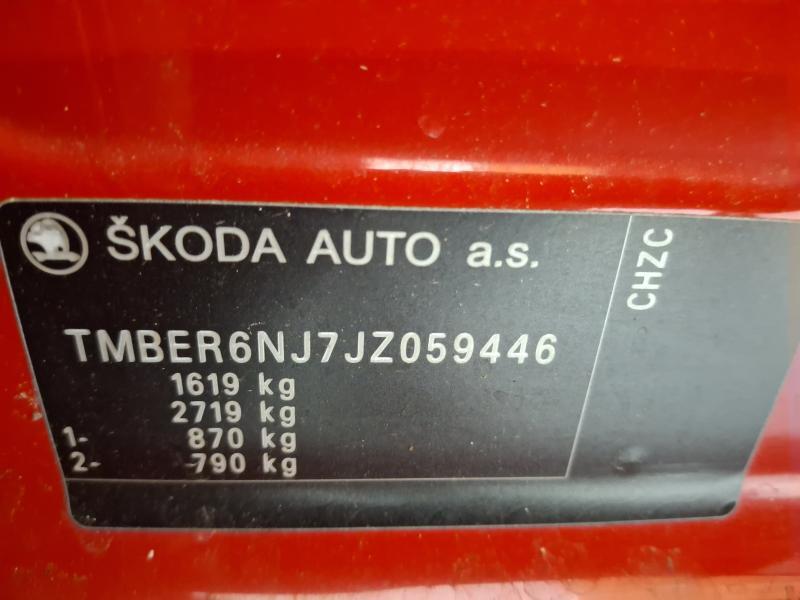 ŠKODA AUTO a.s.
TMBER6NJ7JZ059446
1619 kg
2719 kg
1- 870 kg
2- 790 kg
CHZC